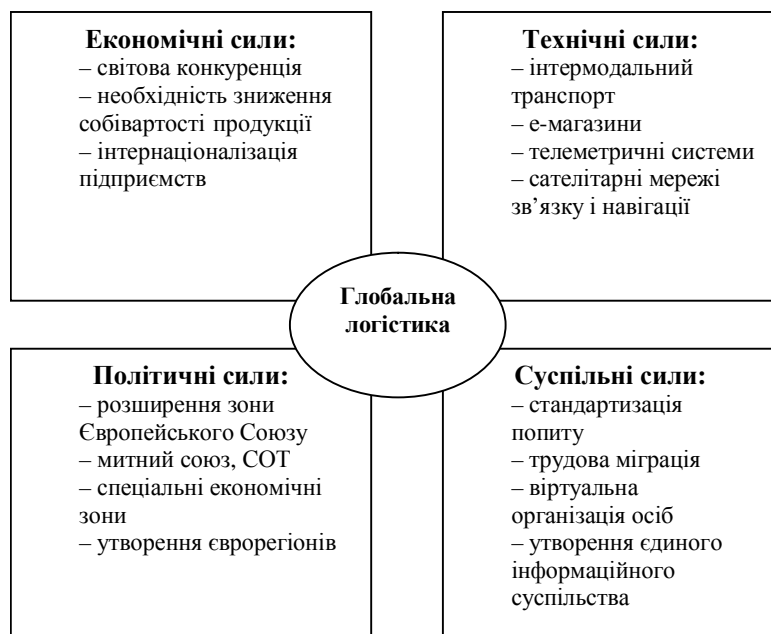 Економічні сили:
– світова конкуренція
– необхідність зниження
собівартості продукції
– інтернаціоналізація
підприємств
Технічні сили:
– інтермодальний
транспорт
– е-магазини
– телеметричні системи
– сателітарні мережі
зв’язку і навігації
Глобальна
логістика
Політичні сили:
– розширення зони
Європейського Союзу
– митний союз, СОТ
– спеціальні економічні
зони
– утворення єврорегіонів
Суспільні сили:
– стандартизація
попиту
– трудова міграція
– віртуальна
організація осіб
– утворення єдиного
інформаційного
суспільства